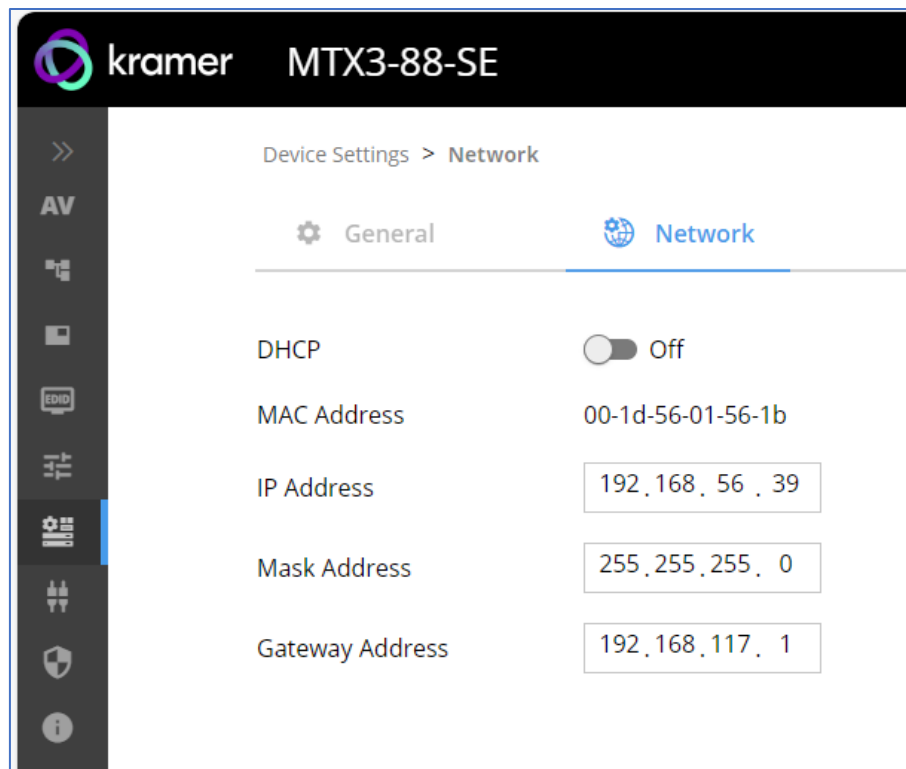 kramer MTX3-88-SE
Device Settings > Network
AV
General Network
DHCP Off
MAC Address 00-1d-56-01-56-1b
EDID
IP Address 192.168.56.39
Mask Address 255.255.255.0
Gateway Address 192.168.117.1